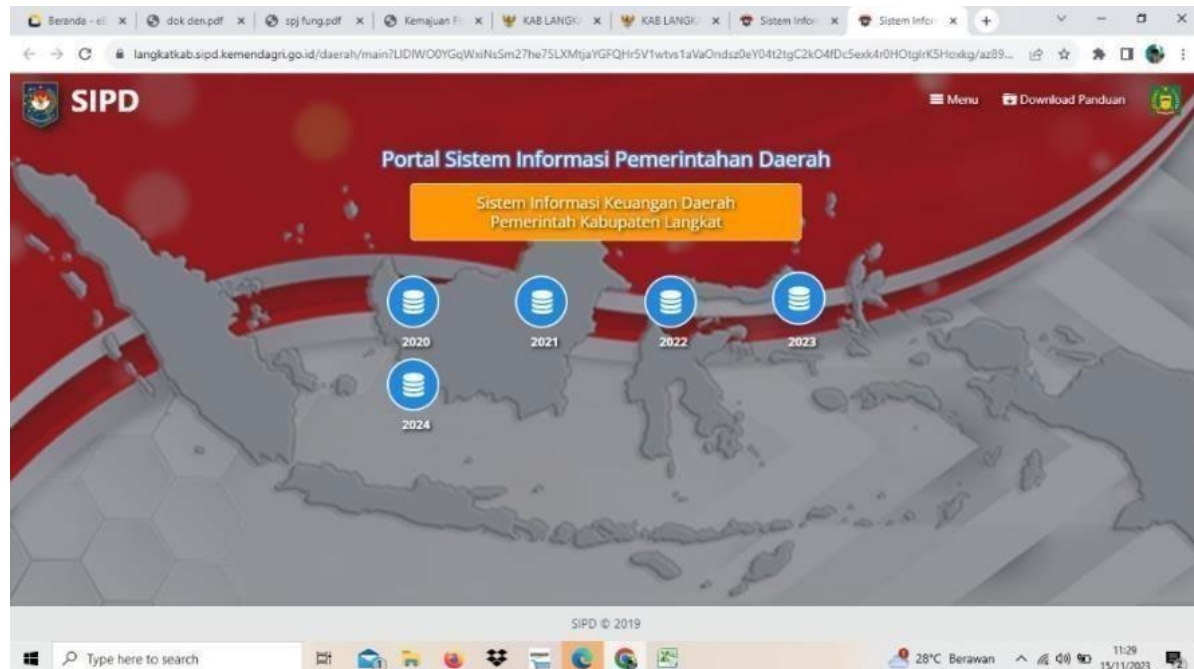 Beranda - eli
dok den.pdf
spj fung.pdf
Kemajuan Fi
KAB LANGK
KAB LANGK
Sistem Infor
Sistem Infor
SIPD
Menu
Download Panduan
Portal Sistem Informasi Pemerintahan Daerah
Sistem Informasi Keuangan Daerah
Pemerintah Kabupaten Langkat
2020
2021
2022
2023
2024
SIPD © 2019
Type here to search
28°C Berawan
11:29
15/11/2023